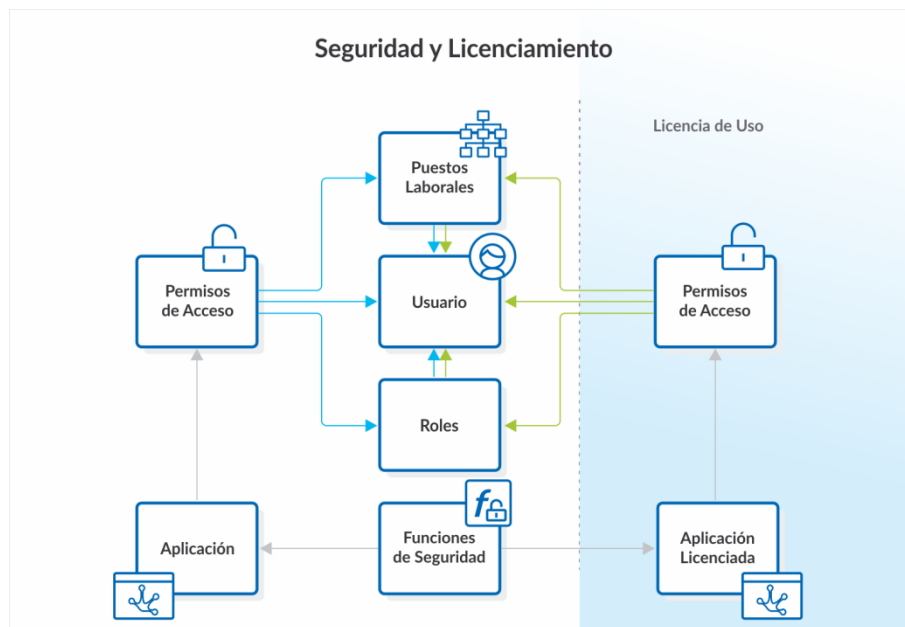 Seguridad y Licenciamiento
Licencia de Uso
Puestos
Laborales
Permisos
de Acceso
Usuario
Permisos
de Acceso
Roles
Aplicación
Funciones
de Seguridad
f
Aplicación
Licenciada